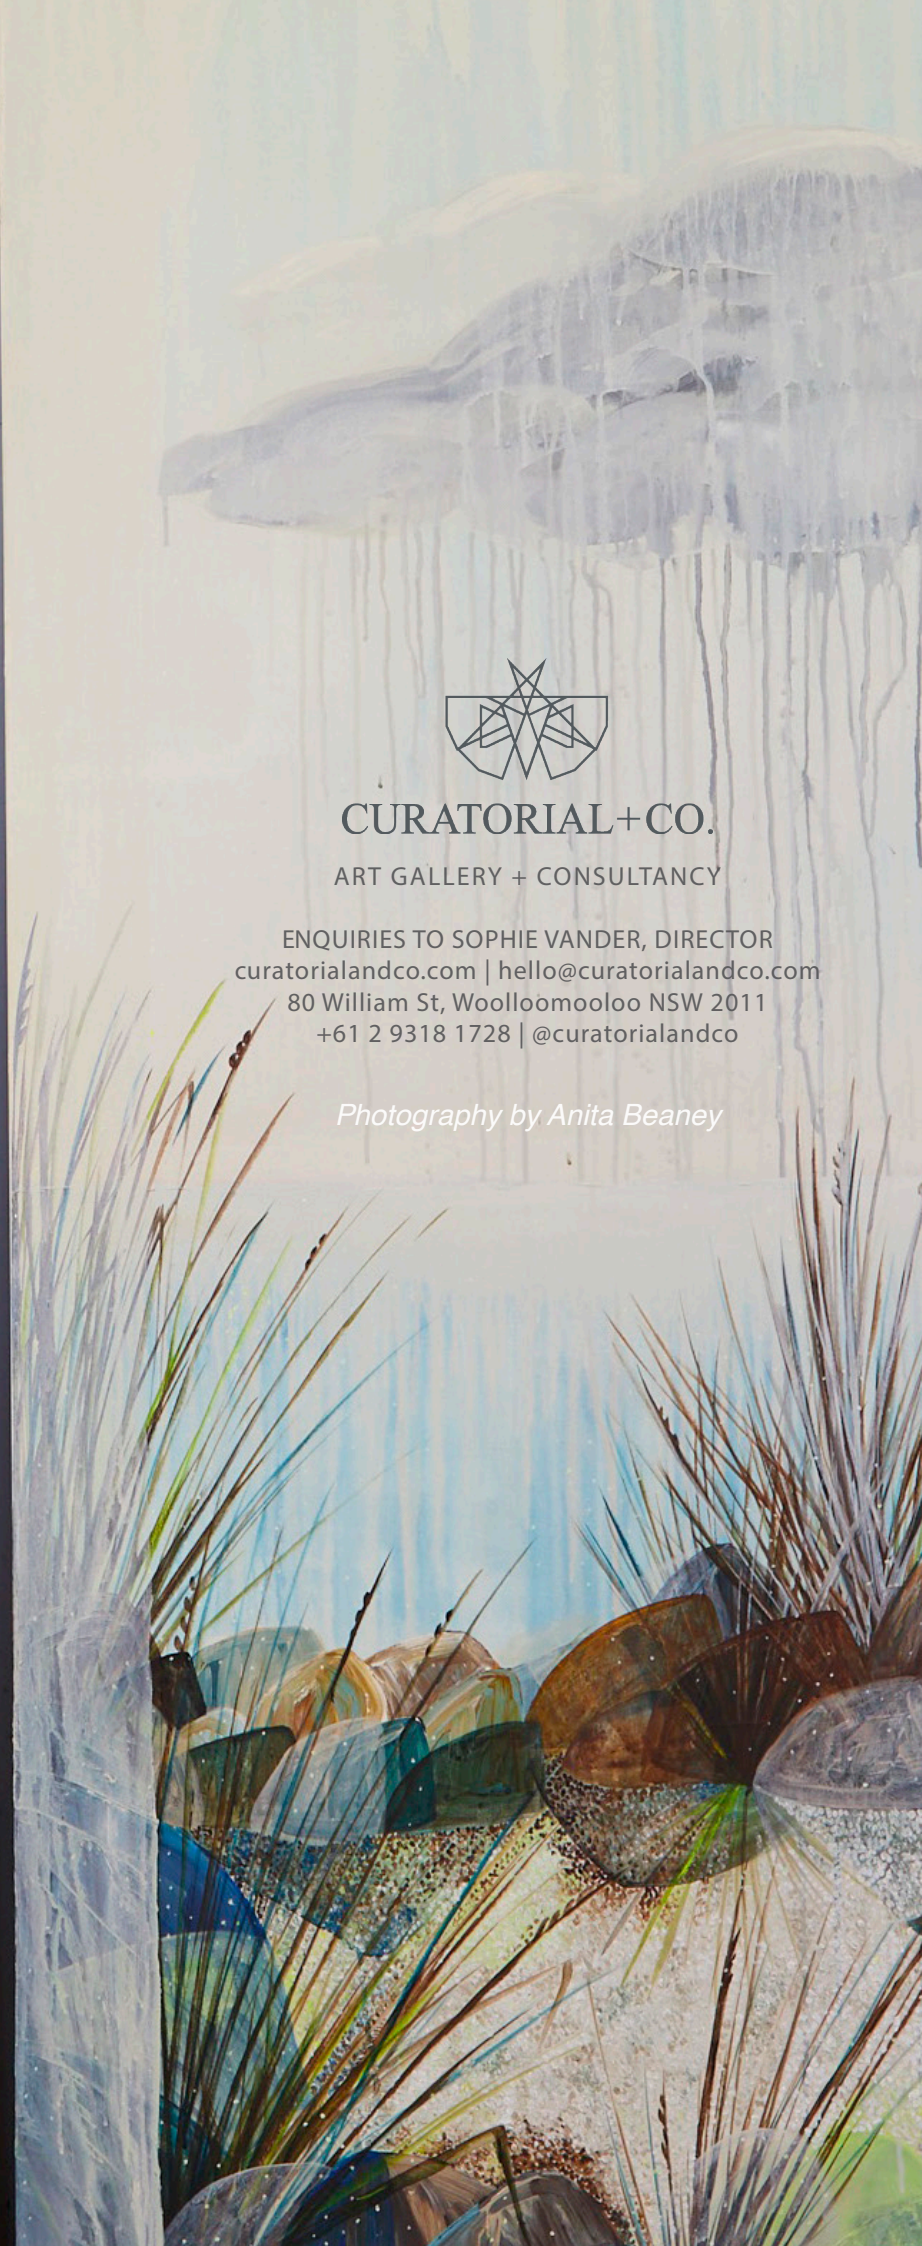 CURATORIAL+CO.
ART GALLERY + CONSULTANCY
ENQUIRIES TO SOPHIE VANDER, DIRECTOR
curatorialandco.com | hello@curatorialandco.com
80 William St, Woolloomooloo NSW 2011
+61 2 9318 1728 | @curatorialandco
Photography by Anita Beaney